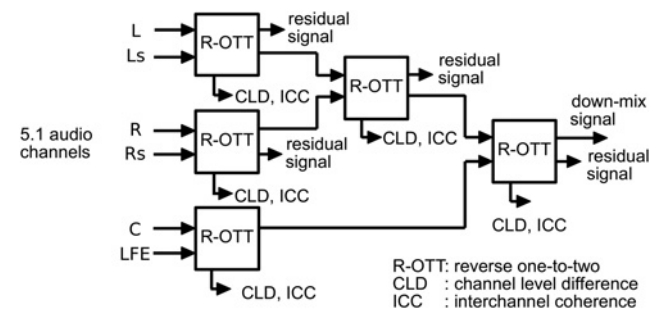 L
residual
signal
Ls
R-OTT
CLD, ICC
residual
signal
R-OTT
CLD, ICC
5.1 audio
channels
R
Rs
R-OTT
residual
signal
CLD, ICC
down-mix
signal
R-OTT
residual
signal
CLD, ICC
C
LFE
R-OTT
CLD, ICC
R-OTT: reverse one-to-two
CLD : channel level difference
ICC : interchannel coherence